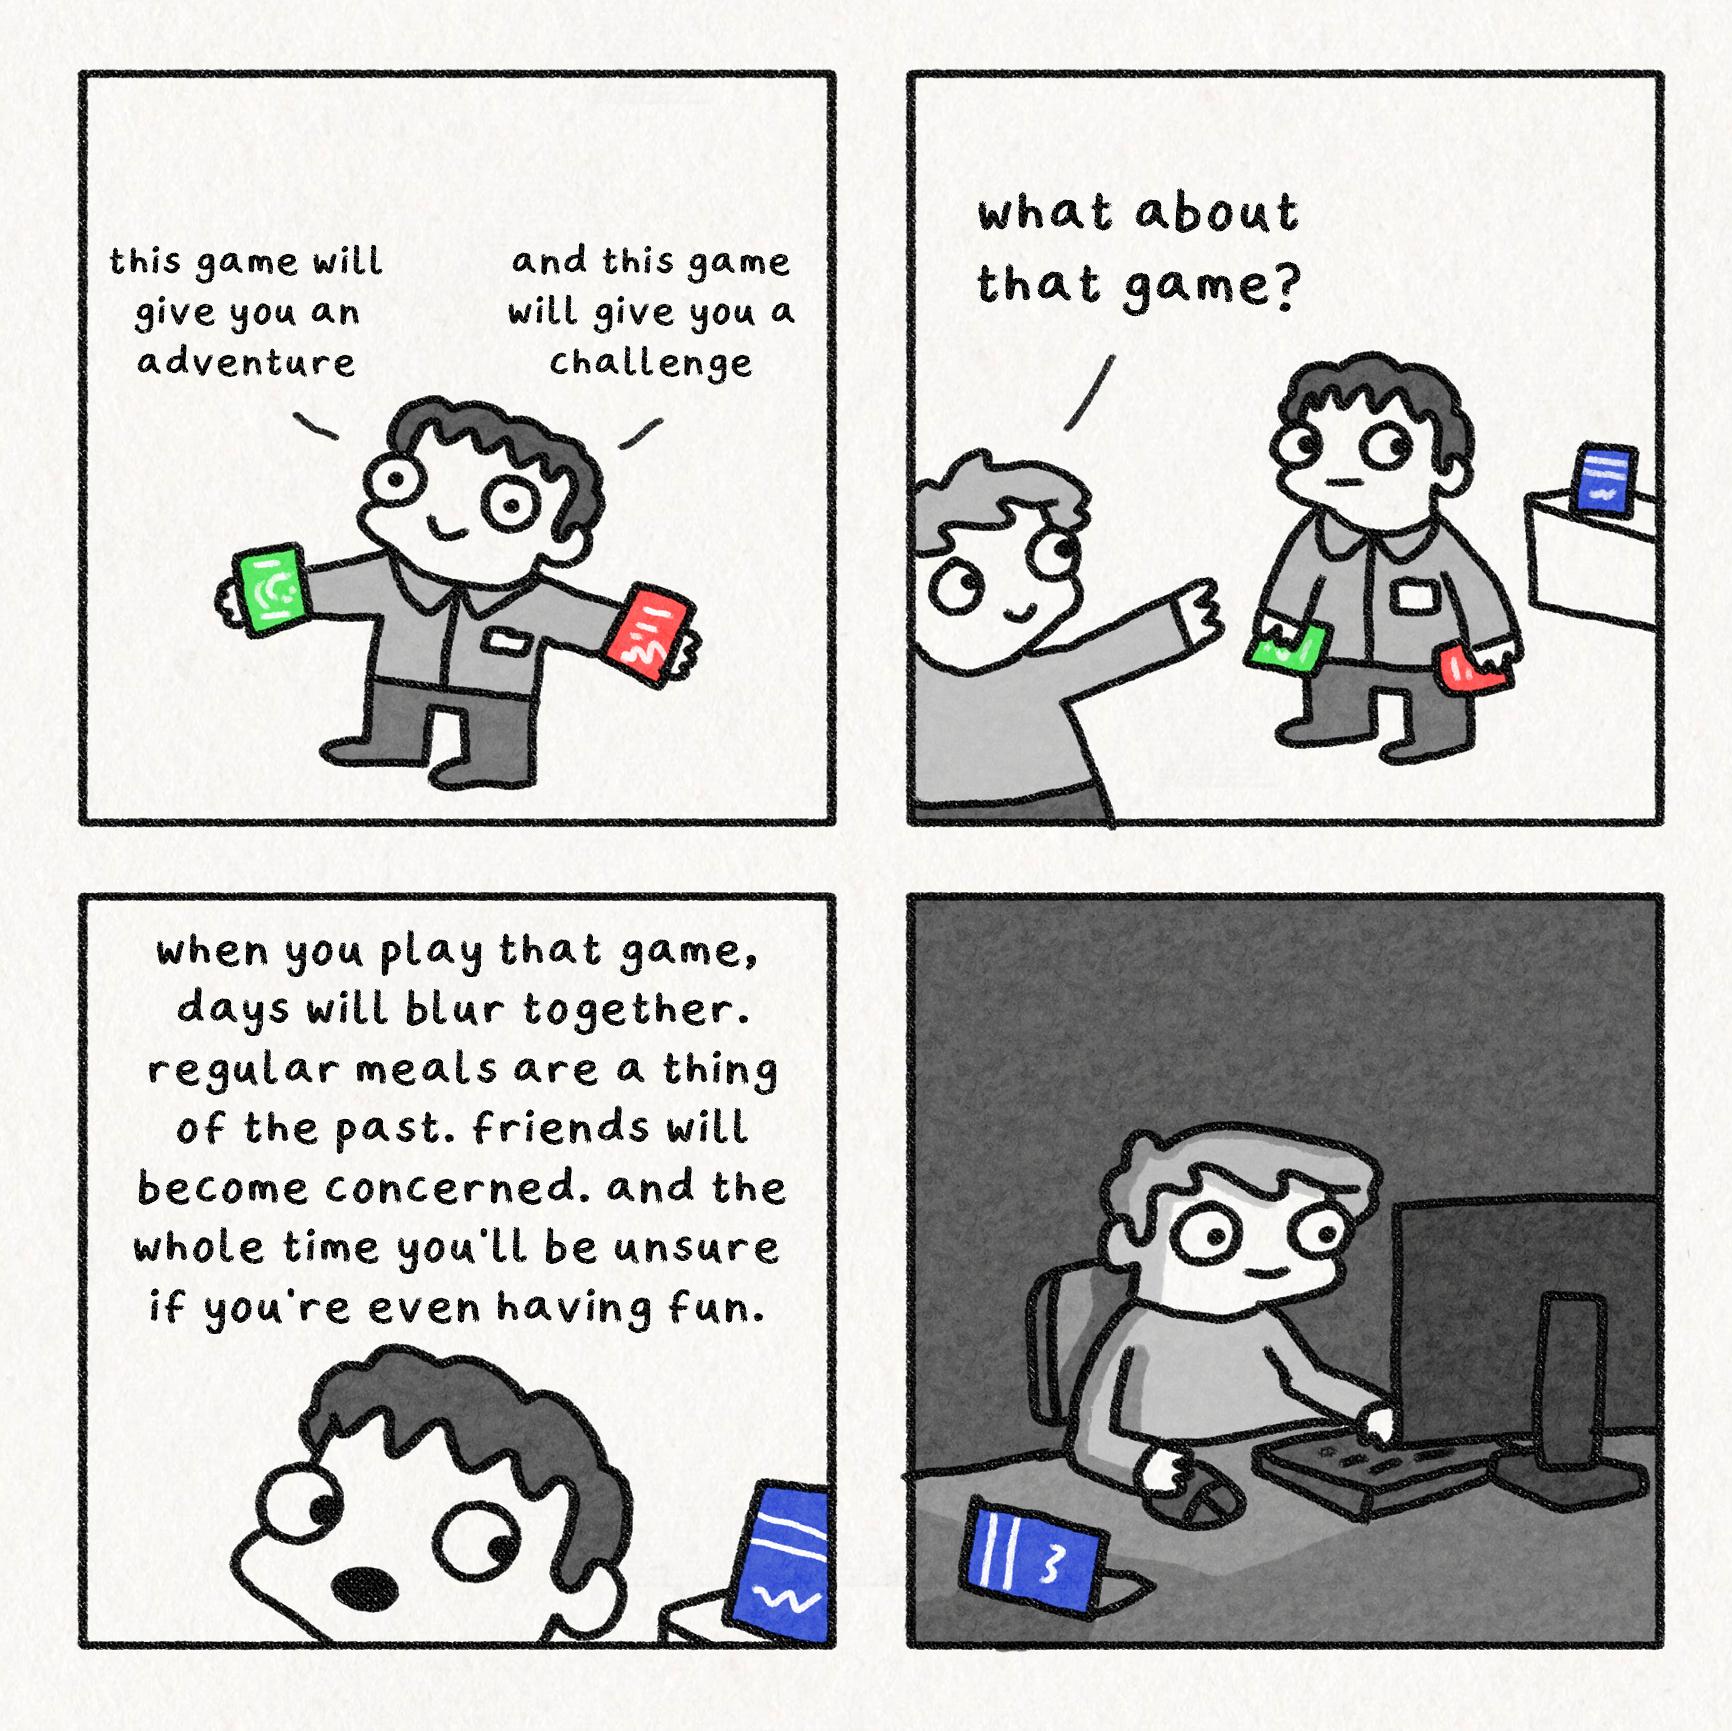 this game will
give you an
adventure
and this game
will give you a
challenge
what about
that game?
when you play that game,
days will blur together.
regular meals are a thing
of the past. friends will
become concerned. and the
whole time you'll be unsure
if you're even having fun.